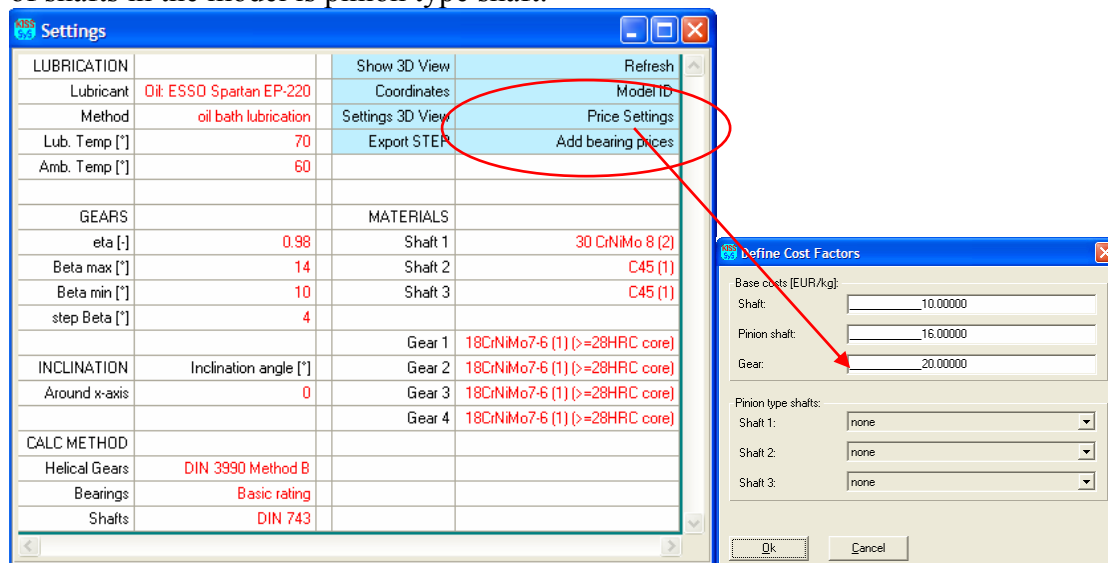 of shafts in the model is pinion type shaft.
KISS SyS Settings
LUBRICATION Show 3D View Refresh
Lubricant Oil: ESSO Spartan EP-220 Coordinates Model ID
Method oil bath lubrication Settings 3D View Price Settings
Lub. Temp [°] 70 Export STEP Add bearing prices
Amb. Temp [°] 60
GEARS MATERIALS
eta [-] 0.98 Shaft 1 30 CrNiMo 8 (2)
Beta max [°] 14 Shaft 2 C45 (1)
Beta min [°] 10 Shaft 3 C45 (1)
step Beta [°] 4
Gear 1 18CrNiMo7-6 (1) (>=28HRC core)
INCLINATION Inclination angle [°] Gear 2 18CrNiMo7-6 (1) (>=28HRC core)
Around x-axis 0 Gear 3 18CrNiMo7-6 (1) (>=28HRC core)
Gear 4 18CrNiMo7-6 (1) (>=28HRC core)
CALC METHOD
Helical Gears DIN 3990 Method B
Bearings Basic rating
Shafts DIN 743
KISS SyS Define Cost Factors
Base costs [EUR/kg]:
Shaft: __________10.00000
Pinion shaft: __________16.00000
Gear: __________20.00000
Pinion type shafts:
Shaft 1: none
Shaft 2: none
Shaft 3: none
Ok Cancel